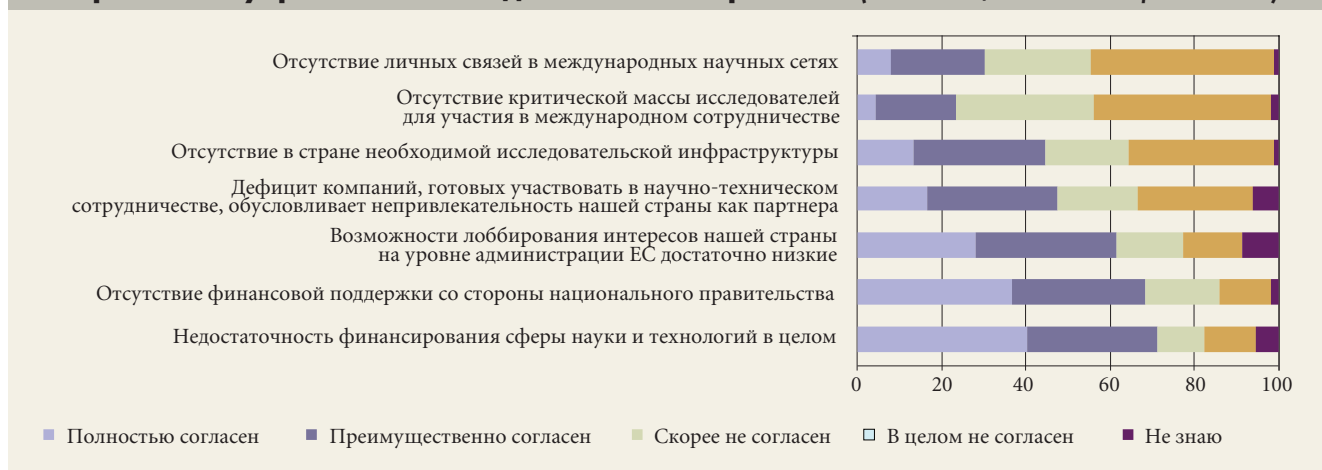 Отсутствие личных связей в международных научных сетях
Отсутствие критической массы исследователей
для участия в международном сотрудничестве
Отсутствие в стране необходимой исследовательской инфраструктуры
Дефицит компаний, готовых участвовать в научно-техническом
сотрудничестве, обусловливает непривлекательность нашей страны как партнера
Возможности лоббирования интересов нашей страны
на уровне администрации ЕС достаточно низкие
Отсутствие финансовой поддержки со стороны национального правительства
Недостаточность финансирования сферы науки и технологий в целом
0 20 40 60 80 100
Полностью согласен Преимущественно согласен Скорее не согласен В целом не согласен Не знаю